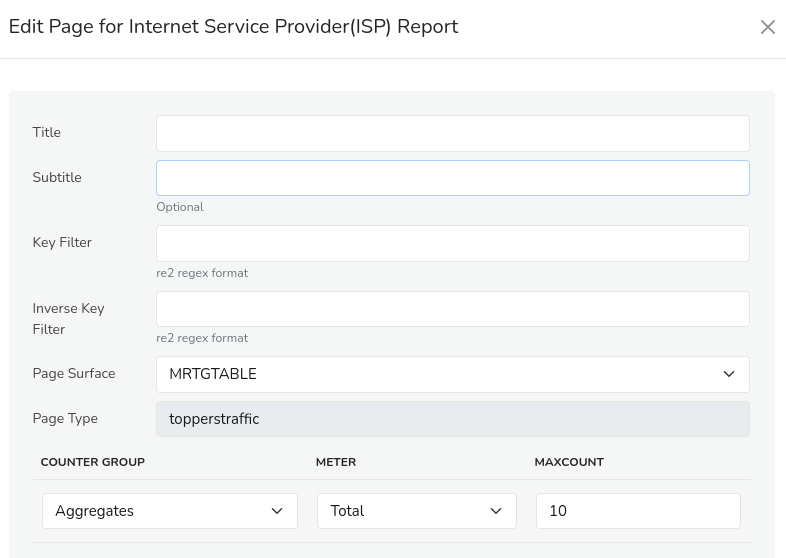 Edit Page for Internet Service Provider(ISP) Report
Title
Subtitle
Optional
Key Filter
re2 regex format
Inverse Key
Filter
re2 regex format
Page Surface MRTGTABLE
Page Type topperstraffic
COUNTER GROUP METER MAXCOUNT
Aggregates Total 10